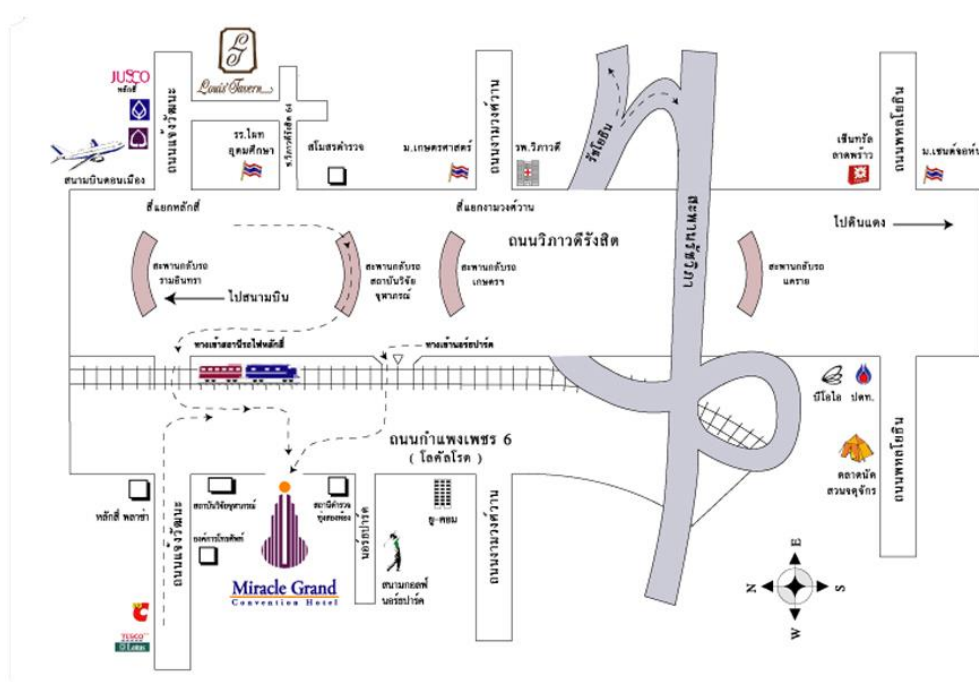 JUSCO
หลักสี่
Louis' Tavern
ถนนแจ้งวัฒนะ
ซ.วิภาวดีรังสิต 64
รร.ไผท
อุดมศึกษา
สโมสรตำรวจ
ม.เกษตรศาสตร์
ถนนงามวงศ์วาน
รพ.วิภาวดี
รัชโยธิน
เซ็นทรัล
ลาดพร้าว
ถนนพหลโยธิน
ม.เซนต์จอห์น
สนามบินดอนเมือง
สี่แยกหลักสี่
สี่แยกงามวงศ์วาน
ถนนวิภาวดีรังสิต
สะพานรัชวิภา
ไปดินแดง
สะพานกลับรถ
รามอินทรา
สะพานกลับรถ
สถาบันวิจัย
จุฬาภรณ์
สะพานกลับรถ
เกษตรฯ
สะพานกลับรถ
แคราย
ไปสนามบิน
ทางเข้าสถานีรถไฟหลักสี่
ทางเข้านอร์ธปาร์ค
บีโอไอ
ปตท.
ถนนกำแพงเพชร 6
( โลคัลโรด )
ตลาดนัด
สวนจตุจักร
ถนนพหลโยธิน
หลักสี่ พลาซ่า
ถนนแจ้งวัฒนะ
สถาบันวิจัยจุฬาภรณ์
องค์การโทรศัพท์
สถานีตำรวจ
ทุ่งสองห้อง
นอร์ธปาร์ค
ยู-คอม
ถนนงามวงศ์วาน
สนามกอลฟ์
นอร์ธปาร์ค
Miracle Grand
Convention Hotel
C
TESCO
Lotus
E
N
S
W